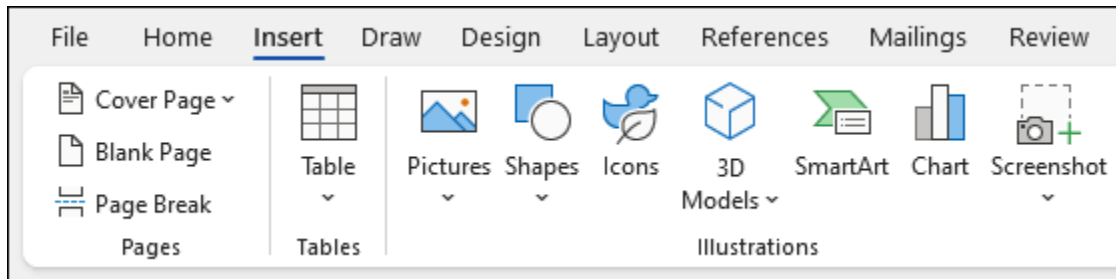 File Home Insert Draw Design Layout References Mailings Review
Cover Page
Blank Page
Page Break
Pages
Table
Tables
Pictures Shapes Icons 3D Models SmartArt Chart Screenshot
Illustrations